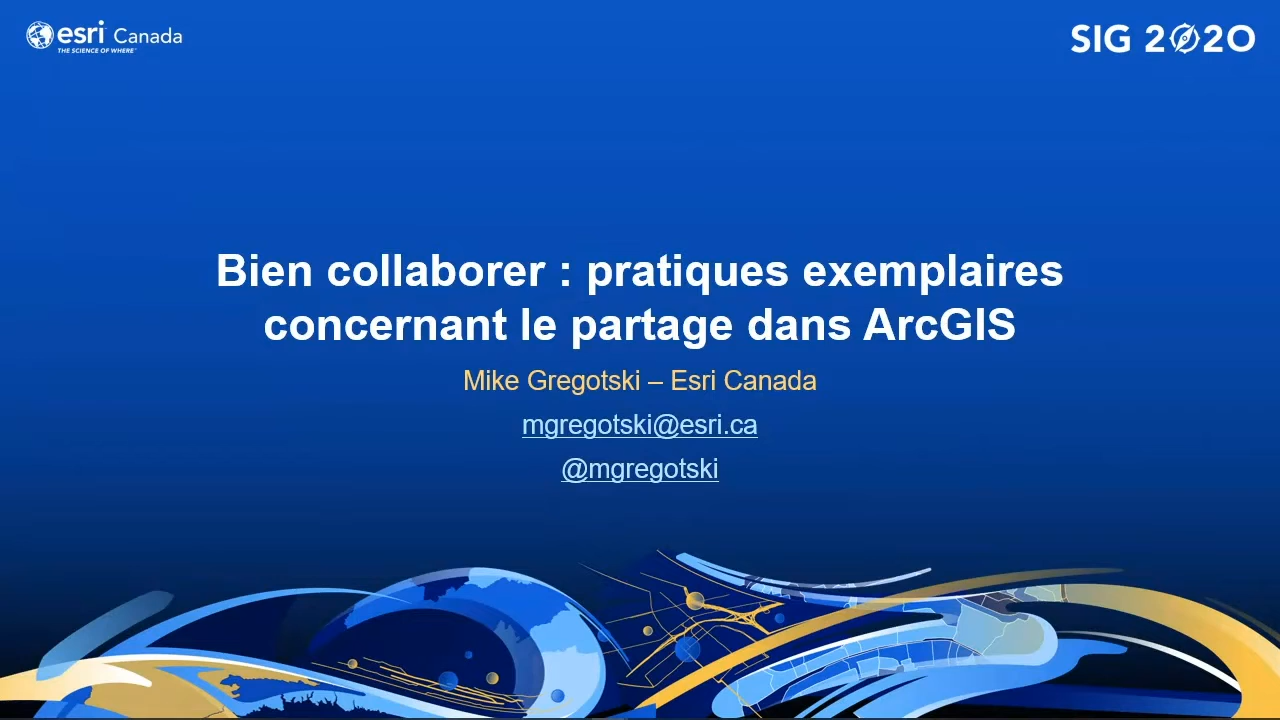 esri Canada
THE SCIENCE OF WHERE™
SIG 2020
Bien collaborer : pratiques exemplaires
concernant le partage dans ArcGIS
Mike Gregotski – Esri Canada
mgregotski@esri.ca
@mgregotski